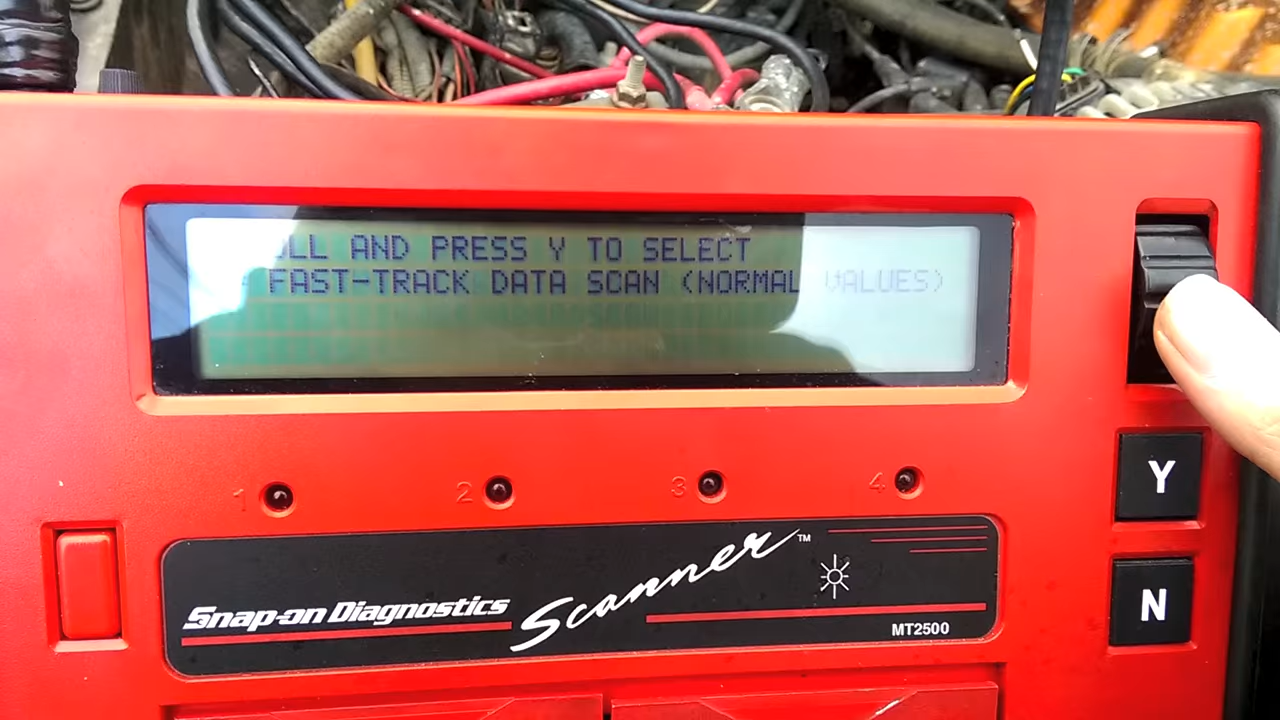 LL AND PRESS Y TO SELECT
FAST-TRACK DATA SCAN (NORMAL VALUES)
1 2 3 4
Y
Snap-on Diagnostics Scanner™
N
MT2500